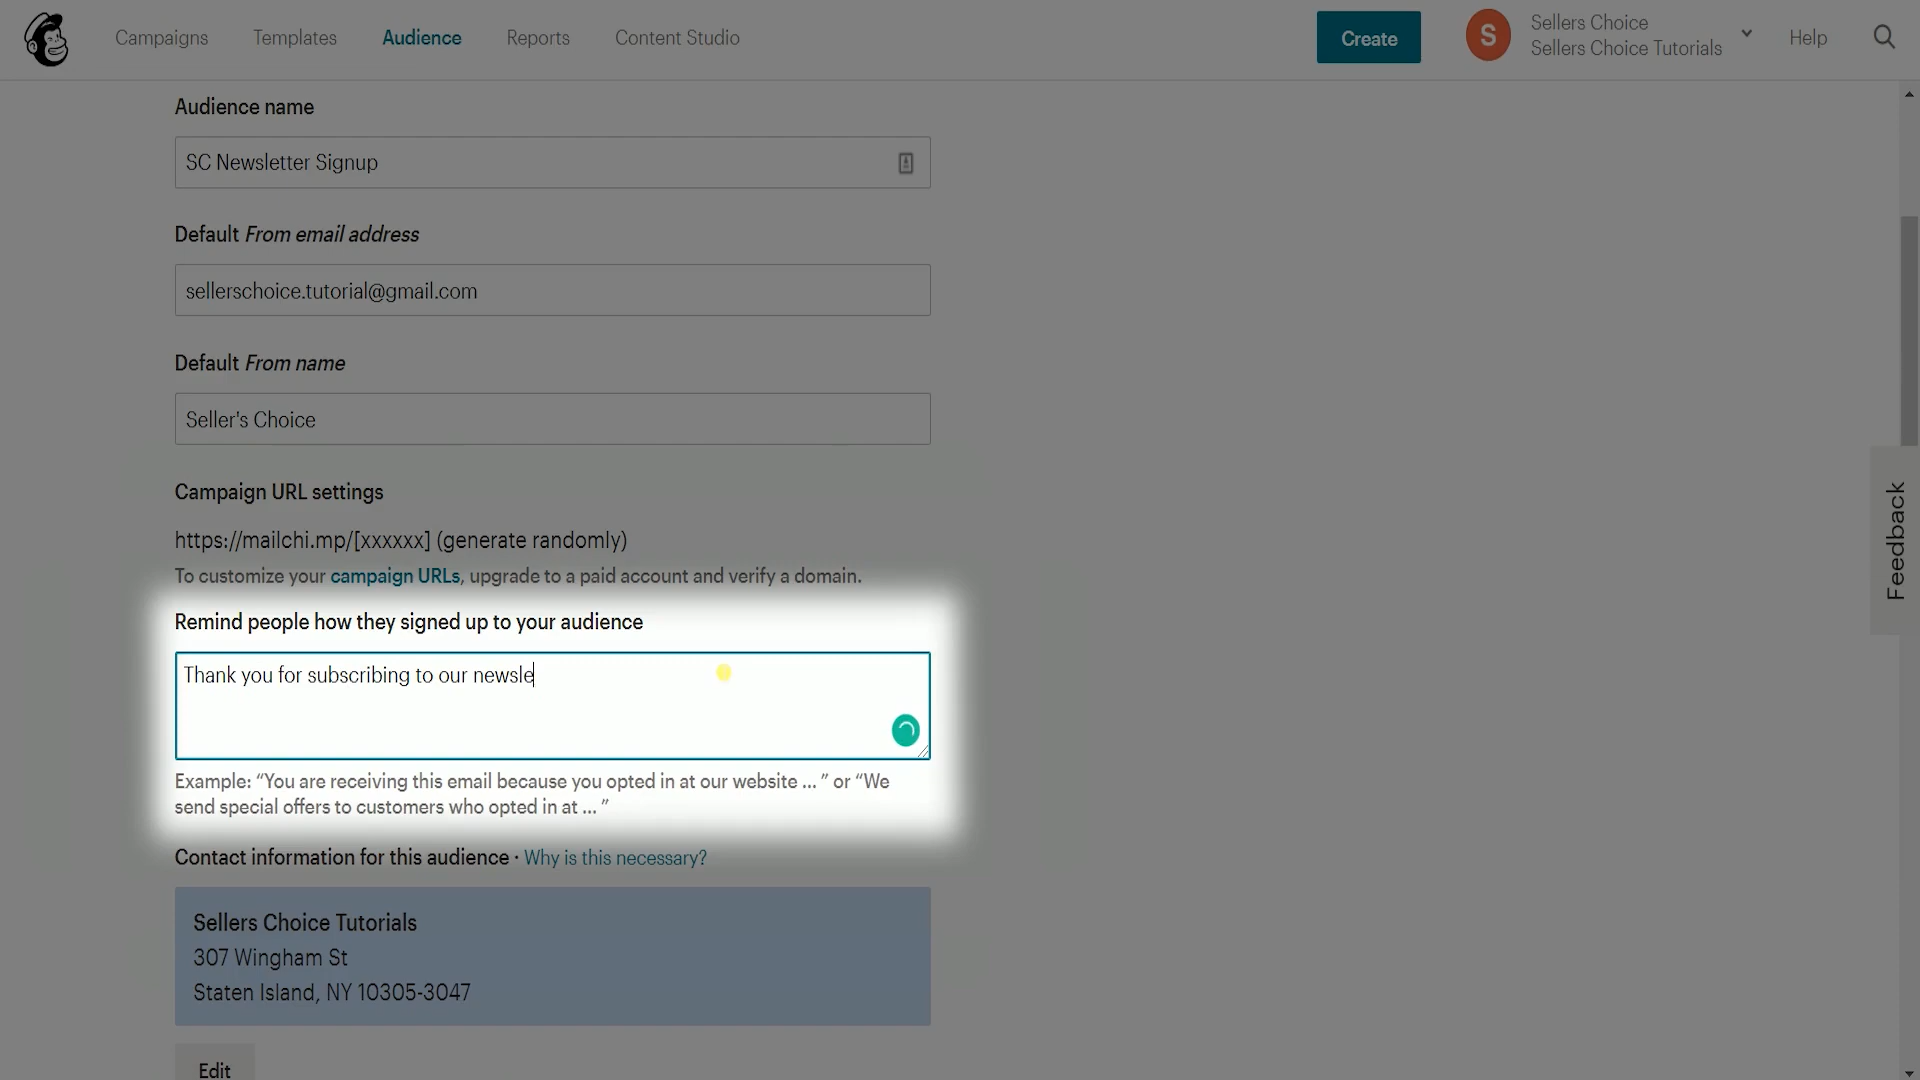 Campaigns Templates Audience Reports Content Studio Create S Sellers Choice Help
Sellers Choice Tutorials
Audience name
SC Newsletter Signup
Default From email address
sellerschoice.tutorial@gmail.com
Default From name
Seller's Choice
Campaign URL settings
https://mailchi.mp/[xxxxxx] (generate randomly)
To customize your campaign URLs, upgrade to a paid account and verify a domain.
Feedback
Remind people how they signed up to your audience
Thank you for subscribing to our newsle
Example: “You are receiving this email because you opted in at our website ... ” or “We
send special offers to customers who opted in at ... ”
Contact information for this audience · Why is this necessary?
Sellers Choice Tutorials
307 Wingham St
Staten Island, NY 10305-3047
Edit